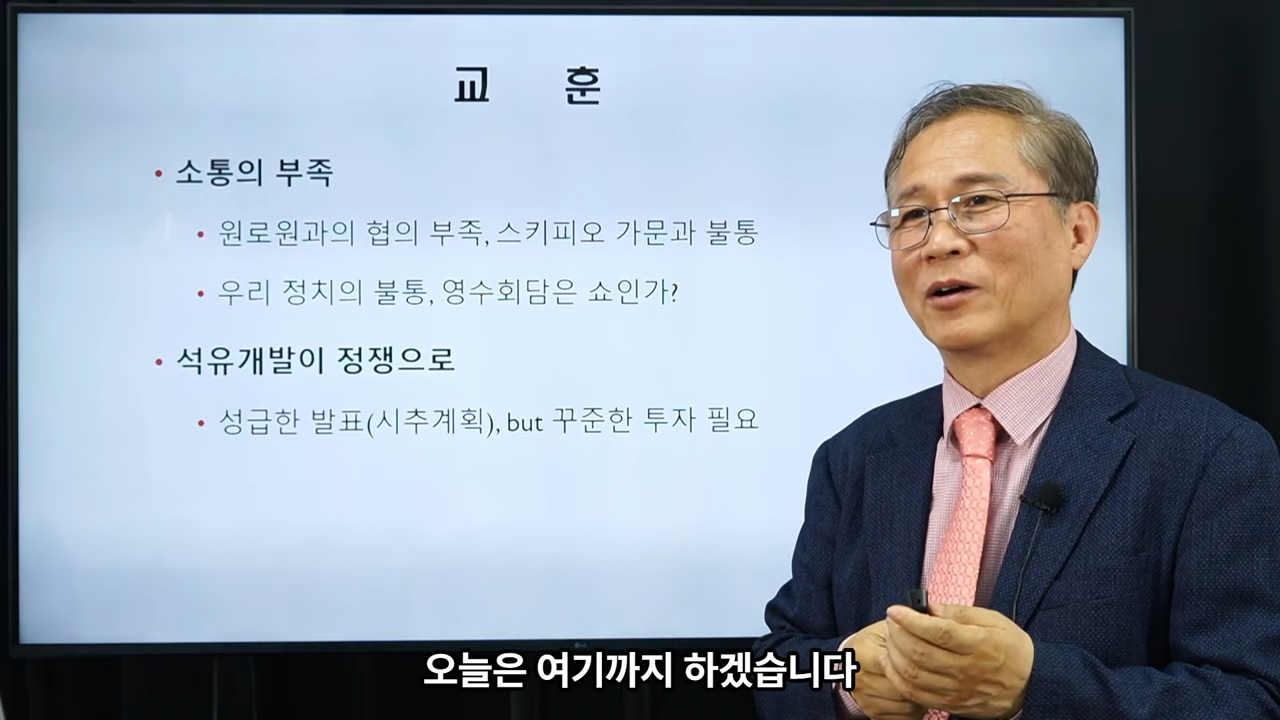 교 훈
• 소통의 부족
• 원로원과의 협의 부족, 스키피오 가문과 불통
• 우리 정치의 불통, 영수회담은 쇼인가?
• 석유개발이 정쟁으로
• 성급한 발표(시추계획), but 꾸준한 투자 필요
LG
오늘은 여기까지 하겠습니다